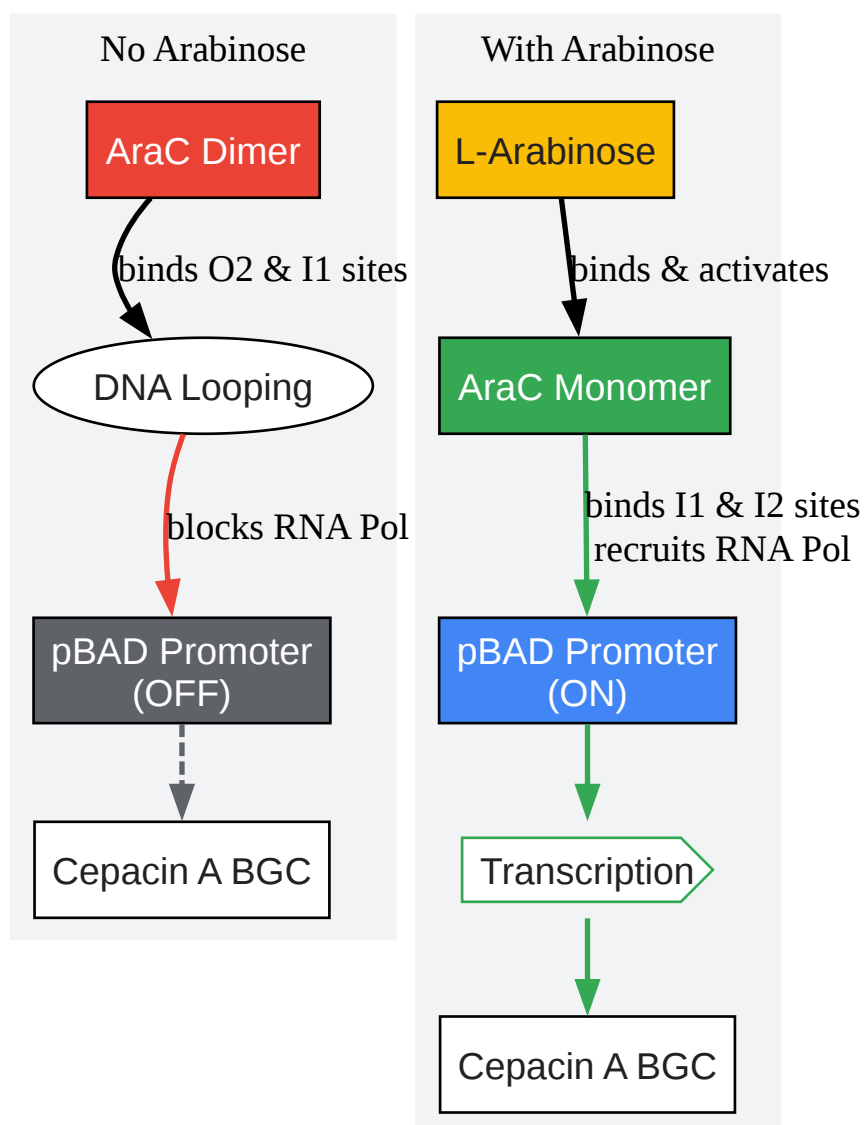 No Arabinose
AraC Dimer
binds O2 & I1 sites
DNA Looping
blocks RNA Pol
pBAD Promoter
(OFF)
Cepacin A BGC
With Arabinose
L-Arabinose
binds & activates
AraC Monomer
binds I1 & I2 sites
recruits RNA Pol
pBAD Promoter
(ON)
Transcription
Cepacin A BGC